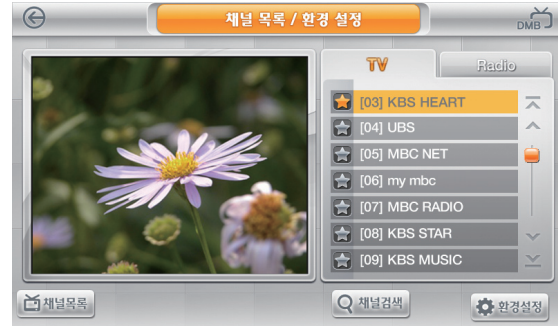 채널 목록 / 환경 설정
DMB
TV
Radio
[03] KBS HEART
[04] UBS
[05] MBC NET
[06] my mbc
[07] MBC RADIO
[08] KBS STAR
[09] KBS MUSIC
채널목록
채널검색
환경설정